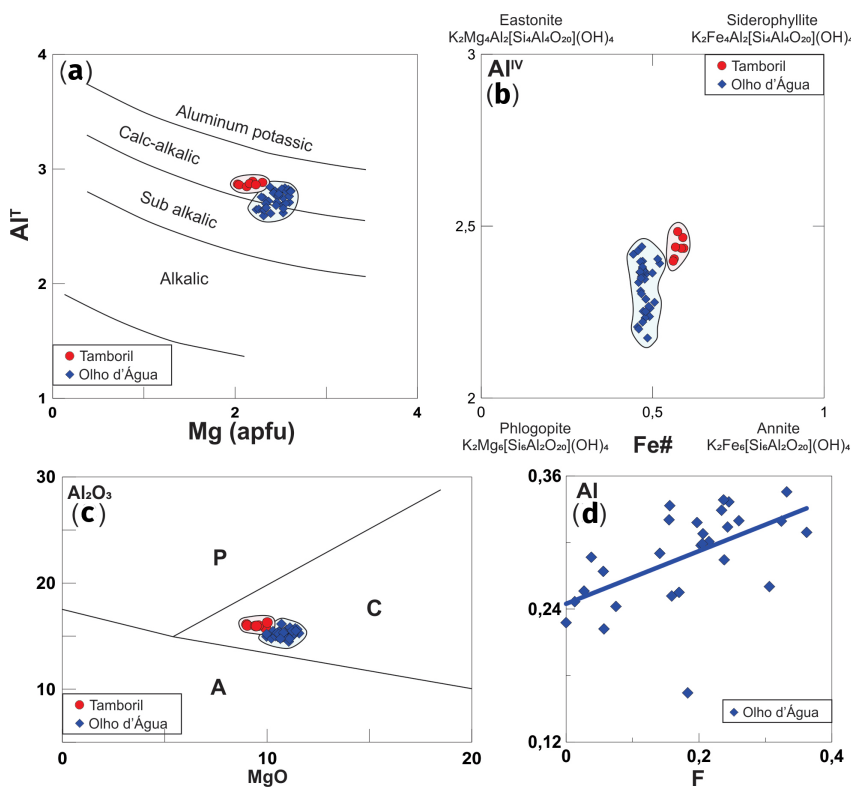 Eastonite
K₂Mg₄Al₂[Si₄Al₄O₂₀](OH)₄
Siderophyllite
K₂Fe₄Al₂[Si₄Al₄O₂₀](OH)₄
(a)
Aluminum potassic
Calc-alkalic
Sub alkalic
Alkalic
Tamboril
Olho d'Água
Alᵀ
4
3
2
1
0
2
4
Mg (apfu)
Alᴵⱽ
(b)
Tamboril
Olho d'Água
3
2,5
2
0
0,5
1
Phlogopite
K₂Mg₆[Si₆Al₂O₂₀](OH)₄
Fe#
Annite
K₂Fe₆[Si₆Al₂O₂₀](OH)₄
Al₂O₃
(c)
P
C
A
Tamboril
Olho d'Água
30
20
10
0
10
20
MgO
Al
(d)
Olho d'Água
0,36
0,24
0,12
0
0,2
0,4
F